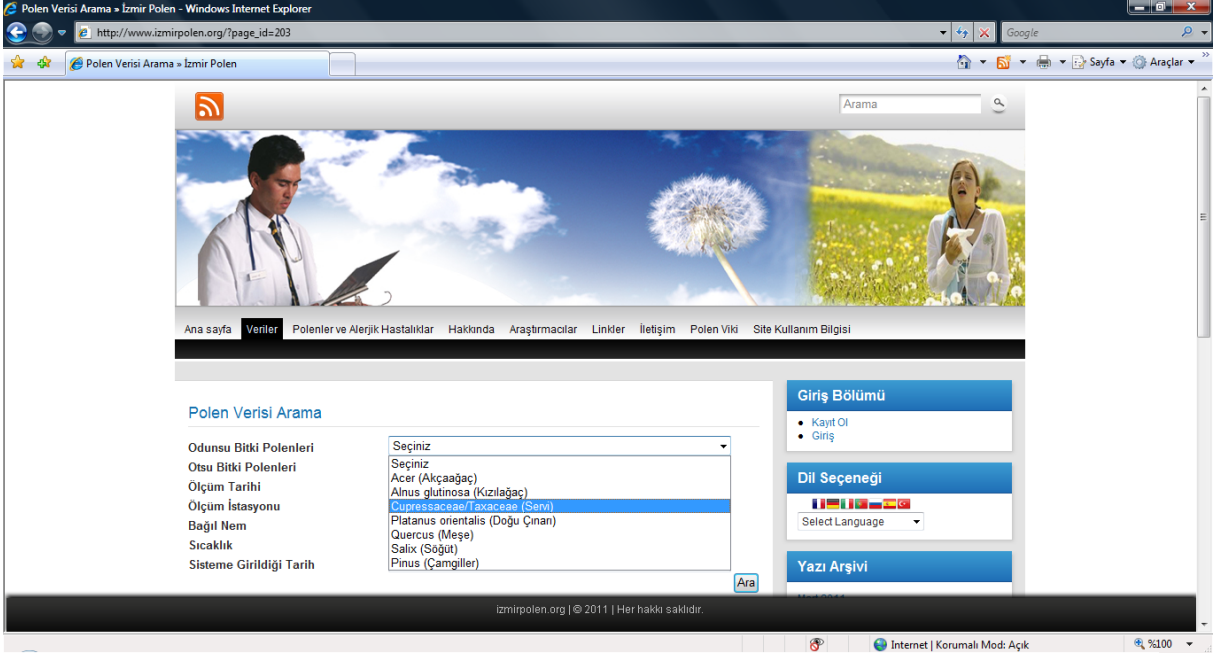 Polen Verisi Arama » İzmir Polen - Windows Internet Explorer
http://www.izmirpolen.org/?page_id=203
Google
Polen Verisi Arama » İzmir Polen
Sayfa
Araçlar
Arama
Ana sayfa Veriler Polenler ve Alerjik Hastalıklar Hakkında Araştırmacılar Linkler İletişim Polen Viki Site Kullanım Bilgisi
Polen Verisi Arama
Odunsu Bitki Polenleri
Otsu Bitki Polenleri
Ölçüm Tarihi
Ölçüm İstasyonu
Bağıl Nem
Sıcaklık
Sisteme Girildiği Tarih
Seçiniz
Seçiniz
Acer (Akçaağaç)
Alnus glutinosa (Kızılağaç)
Cupressaceae/Taxaceae (Servi)
Platanus orientalis (Doğu Çınarı)
Quercus (Meşe)
Salix (Söğüt)
Pinus (Çamgiller)
Ara
Giriş Bölümü
Kayıt Ol
Giriş
Dil Seçeneği
Select Language
Yazı Arşivi
izmirpolen.org | © 2011 | Her hakkı saklıdır.
Internet | Korumalı Mod: Açık
%100